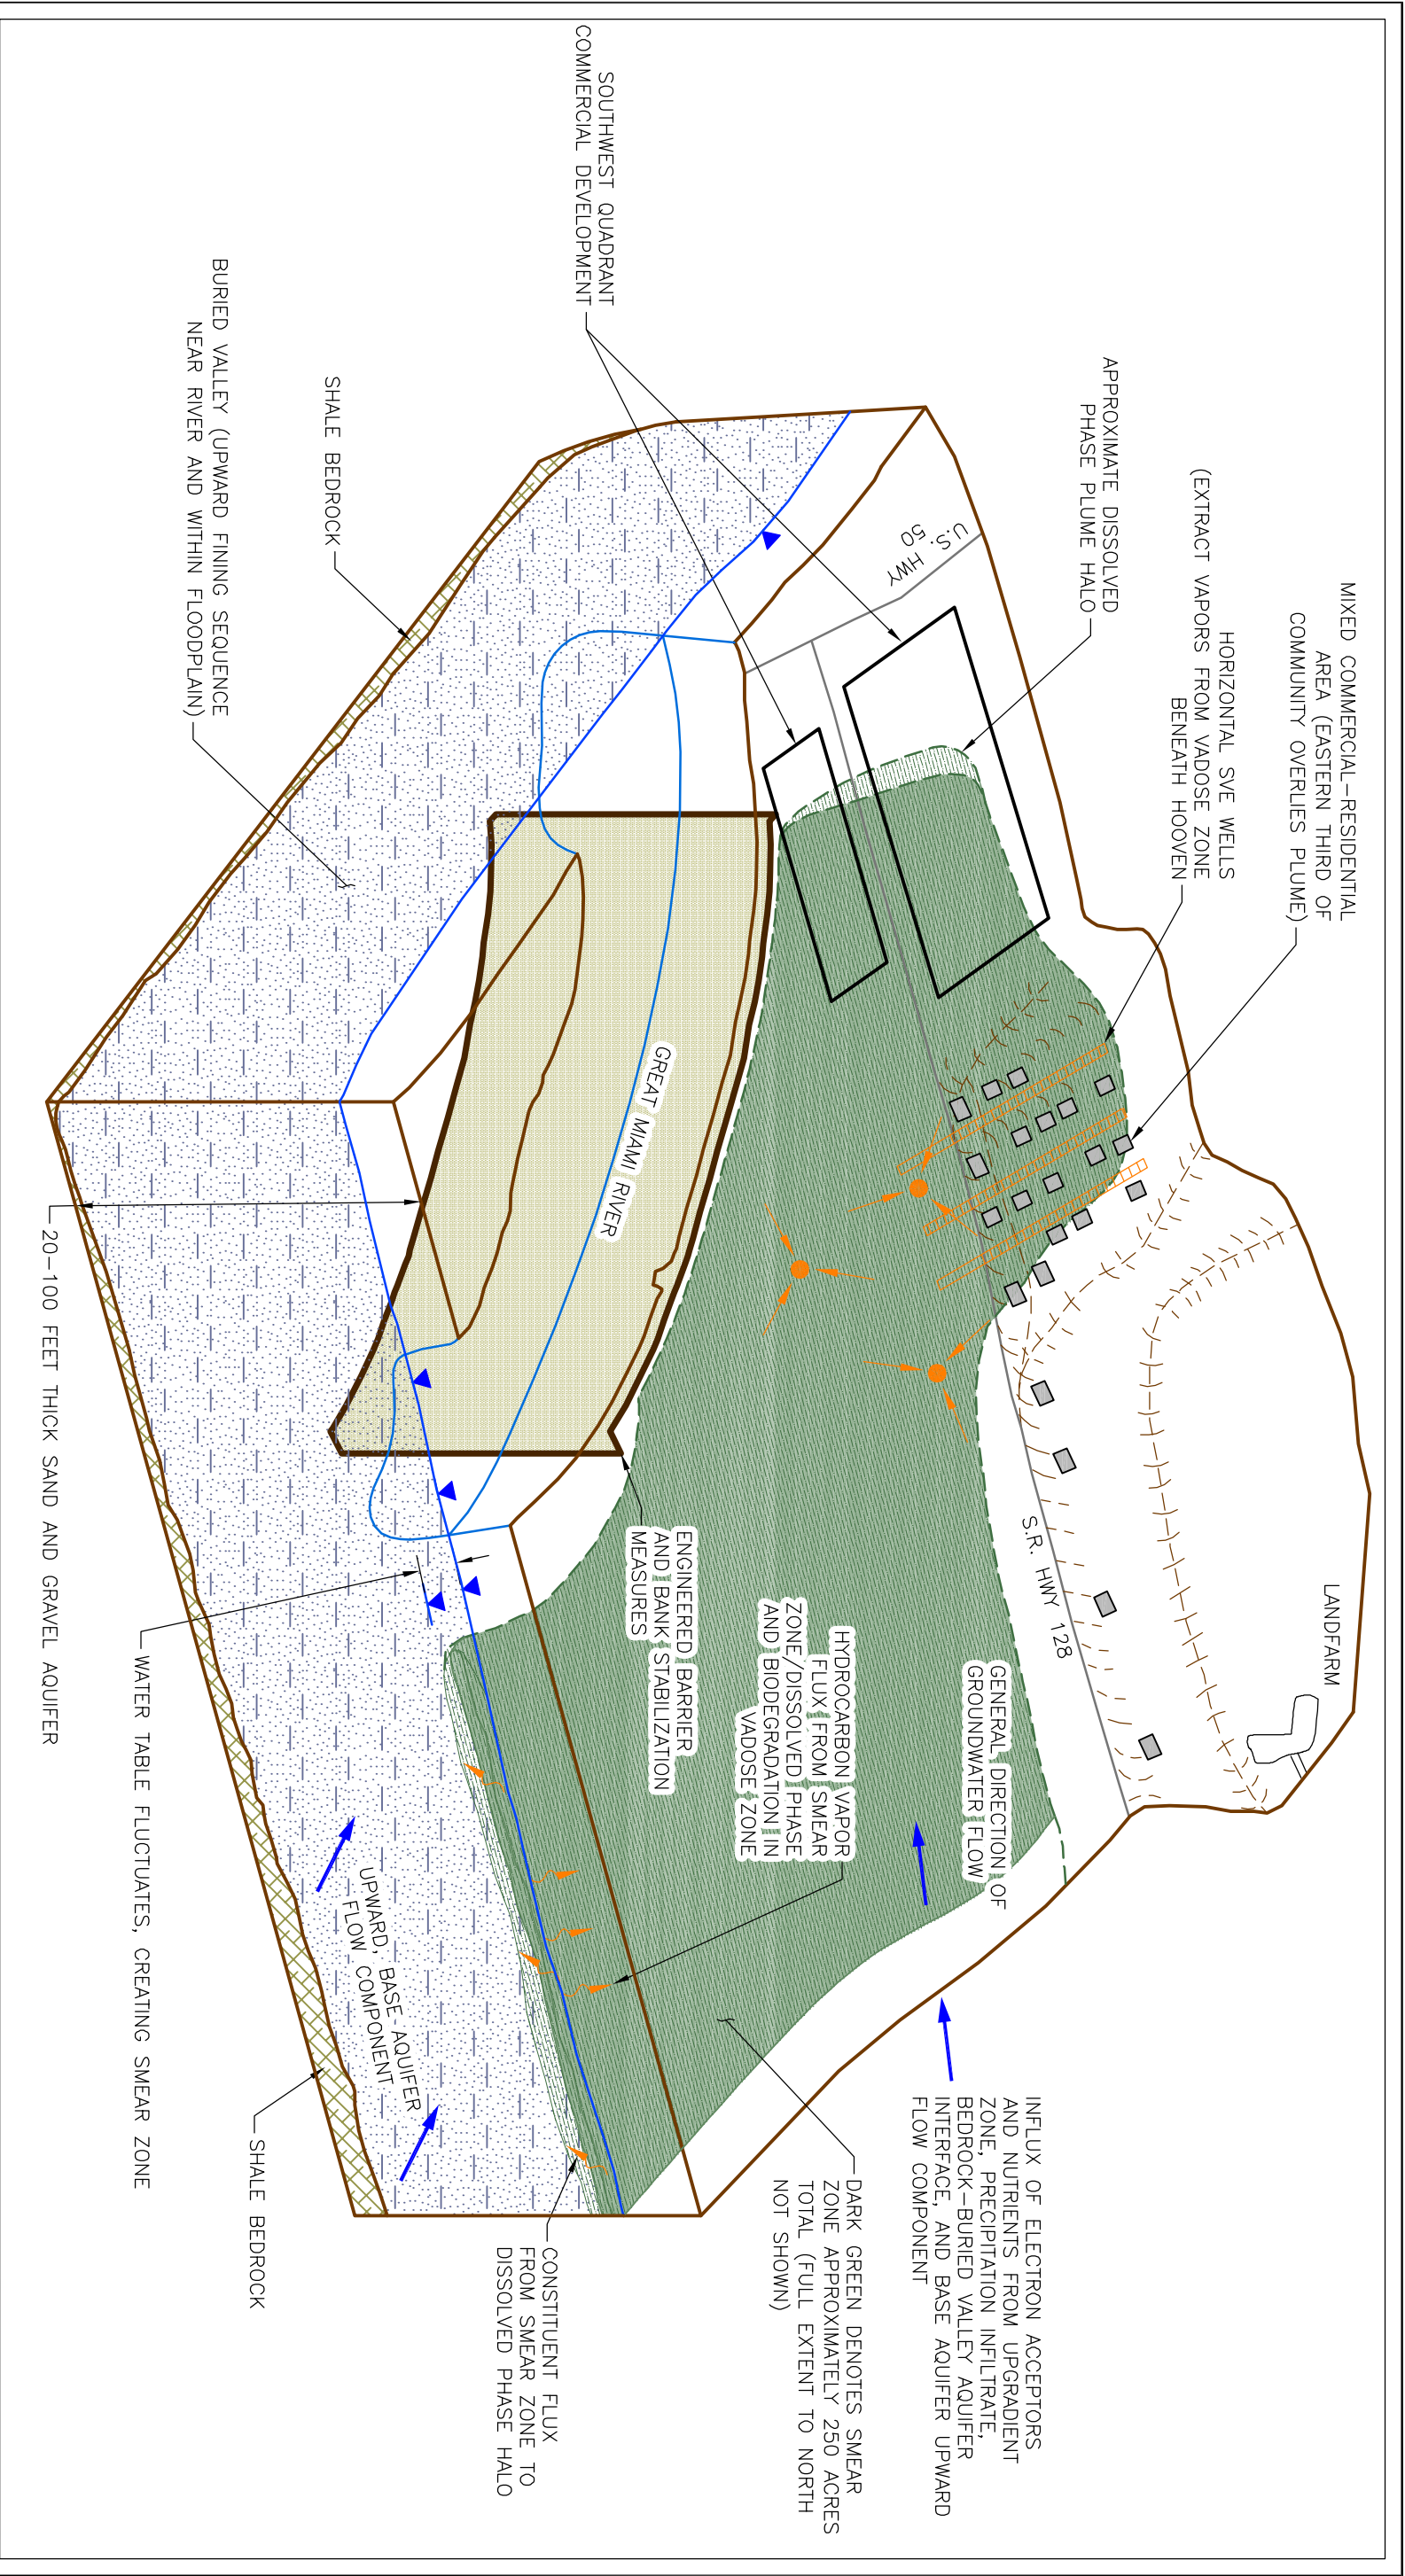 MIXED COMMERCIAL-RESIDENTIAL
AREA (EASTERN THIRD OF
COMMUNITY OVERLIES PLUME)
HORIZONTAL SVE WELLS
(EXTRACT VAPORS FROM VADOSE ZONE
BENEATH HOOVEN
APPROXIMATE DISSOLVED
PHASE PLUME HALO
SOUTHWEST QUADRANT
COMMERCIAL DEVELOPMENT
U.S. HWY
50
LANDFARM
S.R. HWY 128
GENERAL DIRECTION OF
GROUNDWATER FLOW
INFLUX OF ELECTRON ACCEPTORS
AND NUTRIENTS FROM UPGRADIENT
ZONE, PRECIPITATION INFILTRATE,
BEDROCK-BURIED VALLEY AQUIFER
INTERFACE, AND BASE AQUIFER UPWARD
FLOW COMPONENT
HYDROCARBON VAPOR
FLUX FROM SMEAR
ZONE/DISSOLVED PHASE
AND BIODEGRADATION IN
VADOSE ZONE
DARK GREEN DENOTES SMEAR
ZONE APPROXIMATELY 250 ACRES
TOTAL (FULL EXTENT TO NORTH
NOT SHOWN)
GREAT MIAMI RIVER
ENGINEERED BARRIER
AND BANK STABILIZATION
MEASURES
CONSTITUENT FLUX
FROM SMEAR ZONE TO
DISSOLVED PHASE HALO
UPWARD, BASE AQUIFER
FLOW COMPONENT
SHALE BEDROCK
BURIED VALLEY (UPWARD FINING SEQUENCE
NEAR RIVER AND WITHIN FLOODPLAIN)
SHALE BEDROCK
WATER TABLE FLUCTUATES, CREATING SMEAR ZONE
20-100 FEET THICK SAND AND GRAVEL AQUIFER